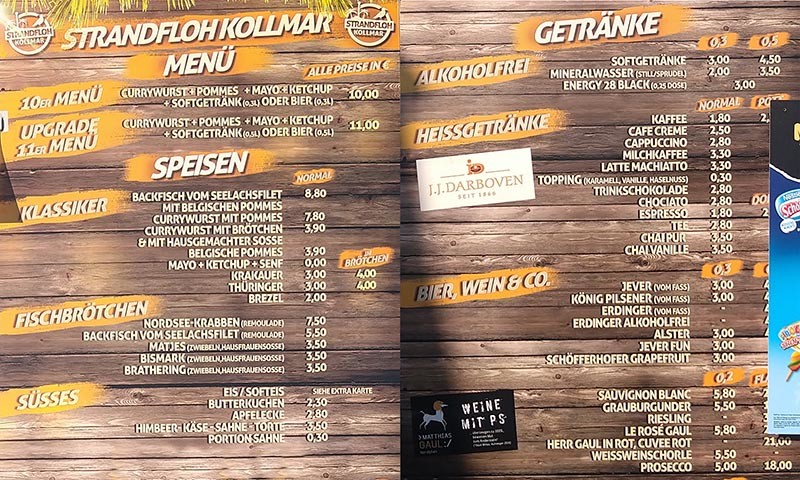 STRANDFLOH
KOLLMAR
STRANDFLOH KOLLMAR
STRANDFLOH
KOLLMAR
MENÜ
ALLE PREISE IN €
10ER MENÜ
CURRYWURST + POMMES + MAYO + KETCHUP
+ SOFTGETRÄNK (0,3L) ODER BIER (0,3L) 10,00
UPGRADE
11ER MENÜ
CURRYWURST + POMMES + MAYO + KETCHUP
+ SOFTGETRÄNK (0,5L) ODER BIER (0,5L) 11,00
SPEISEN
NORMAL
KLASSIKER
BACKFISCH VOM SEELACHSFILET 8,80
MIT BELGISCHEN POMMES
CURRYWURST MIT POMMES 7,80
CURRYWURST MIT BRÖTCHEN 3,90
& MIT HAUSGEMACHTER SOSSE
BELGISCHE POMMES 3,90
MAYO + KETCHUP + SENF 0,00
IM
BRÖTCHEN
KRAKAUER 3,00 4,00
THÜRINGER 3,00 4,00
BREZEL 2,00
FISCHBRÖTCHEN
NORDSEE-KRABBEN (REMOULADE) 7,50
BACKFISCH VOM SEELACHSFILET (REMOULADE) 5,50
MATJES (ZWIEBELN, HAUSFRAUENSOSSE) 3,50
BISMARK (ZWIEBELN, HAUSFRAUENSOSSE) 3,50
BRATHERING (ZWIEBELN, HAUSFRAUENSOSSE) 3,50
SÜSSES
EIS / SOFTEIS SIEHE EXTRA KARTE
BUTTERKUCHEN 2,30
APFELECKE 2,80
HIMBEER-KÄSE-SAHNE-TORTE 3,50
PORTION SAHNE 0,30
GETRÄNKE
0,3 0,5
ALKOHOLFREI
SOFTGETRÄNKE 3,00 4,50
MINERALWASSER (STILL/SPRUDEL) 2,00 3,50
ENERGY 28 BLACK (0,25 DOSE) 3,00
NORMAL
HEISSGETRÄNKE
KAFFEE 1,80
CAFE CREME 2,50
CAPPUCCINO 2,80
MILCHKAFFEE 3,30
LATTE MACHIATTO 3,30
TOPPING (KARAMELL, VANILLE, HASELNUSS) 0,30
TRINKSCHOKOLADE 2,80
CHOCIATO 2,80
ESPRESSO 1,80
TEE 2,80
CHAI PUR 3,50
CHAI VANILLE 3,50
J.J.DARBOVEN
SEIT 1866
BIER, WEIN & CO.
0,3
JEVER (VOM FASS) 3,00
KÖNIG PILSENER (VOM FASS) 3,00
ERDINGER (VOM FASS) -
ERDINGER ALKOHOLFREI -
ALSTER 3,00
JEVER FUN 3,00
SCHÖFFERHOFER GRAPEFRUIT 3,00
0,2
SAUVIGNON BLANC 5,80
GRAUBURGUNDER 5,50
RIESLING -
LE ROSÉ GAUL 5,80
HERR GAUL IN ROT, CUVEE ROT - 21,00
WEISSWEINSCHORLE 5,50 -
PROSECCO 5,00 18,00
MATTHIAS
GAUL:/
WEINE
MIT PS